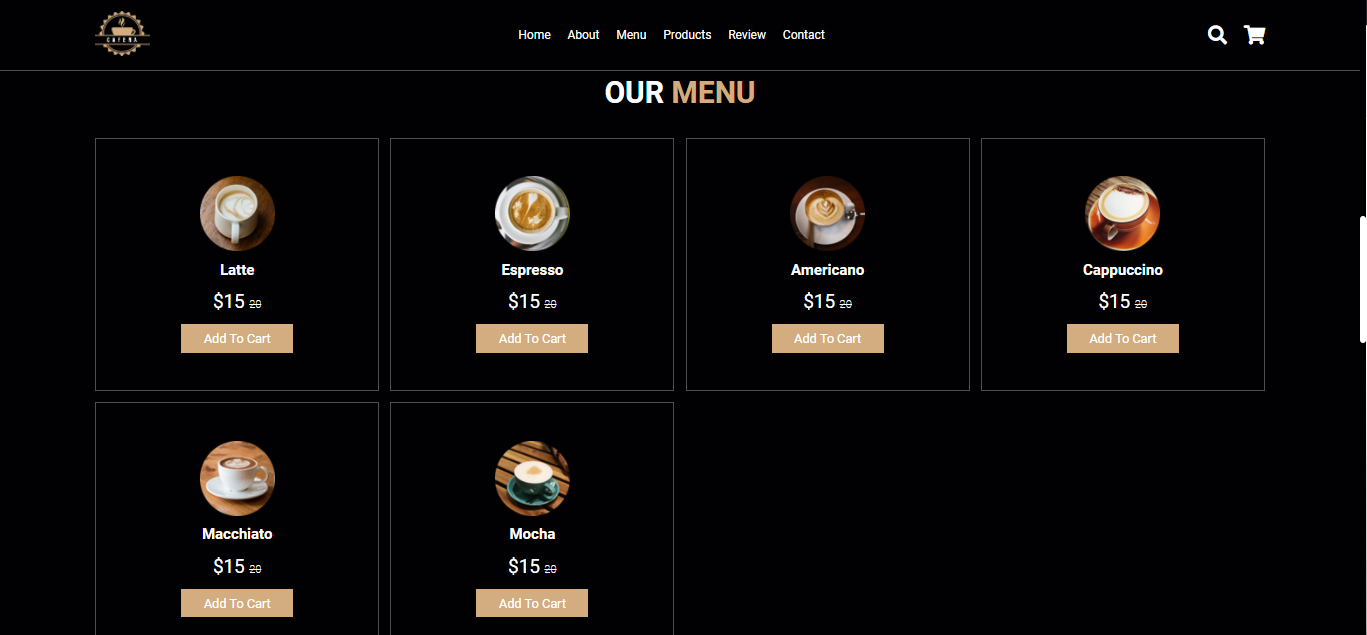 CAFENA
Home About Menu Products Review Contact
OUR MENU
Latte Espresso Americano Cappuccino
$15 20 $15 20 $15 20 $15 20
Add To Cart Add To Cart Add To Cart Add To Cart
Macchiato Mocha
$15 20 $15 20
Add To Cart Add To Cart